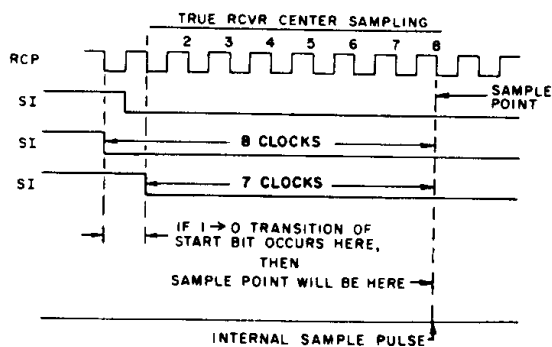 TRUE RCVR CENTER SAMPLING
2 3 4 5 6 7 8
RCP
SAMPLE
POINT
SI
SI
8 CLOCKS
SI
7 CLOCKS
IF 1→0 TRANSITION OF
START BIT OCCURS HERE,
THEN
SAMPLE POINT WILL BE HERE
INTERNAL SAMPLE PULSE